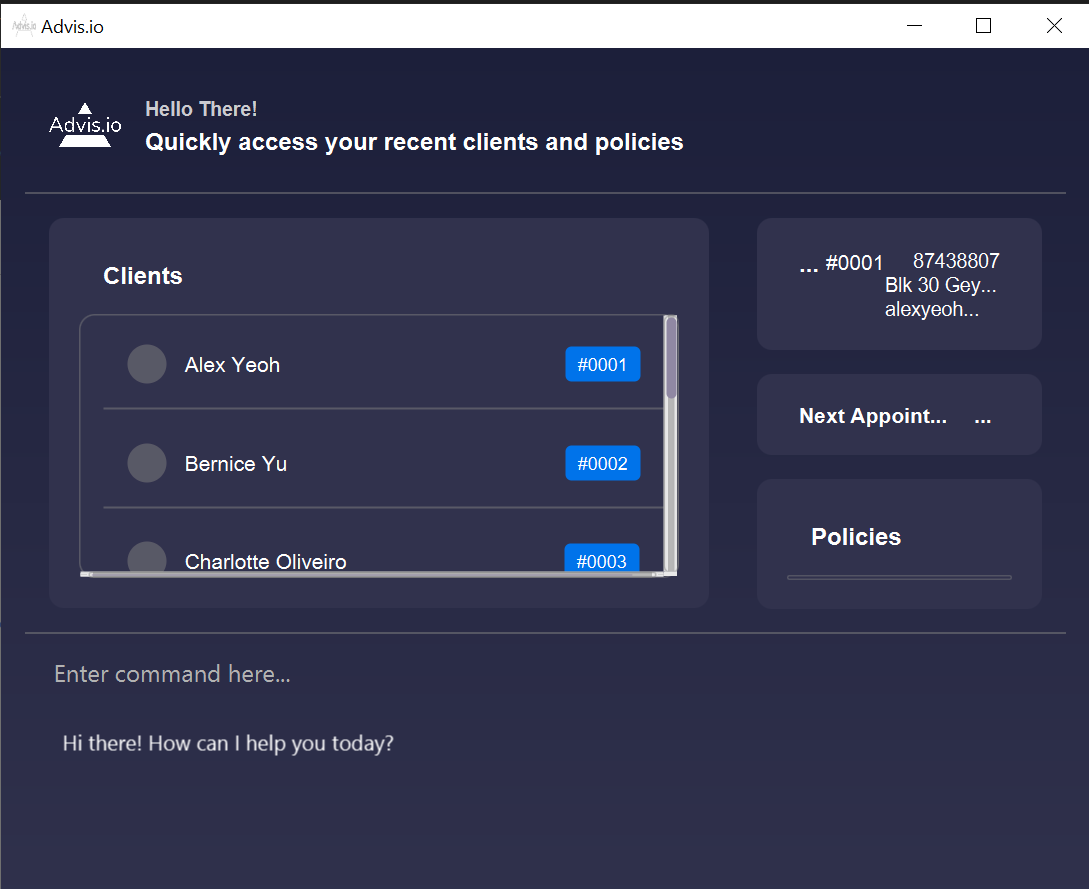 Advis.io
Advis.io
Hello There!
Quickly access your recent clients and policies
Clients
Alex Yeoh #0001
Bernice Yu #0002
Charlotte Oliveiro #0003
... #0001 87438807
Blk 30 Gey...
alexyeoh...
Next Appoint... ...
Policies
Enter command here...
Hi there! How can I help you today?